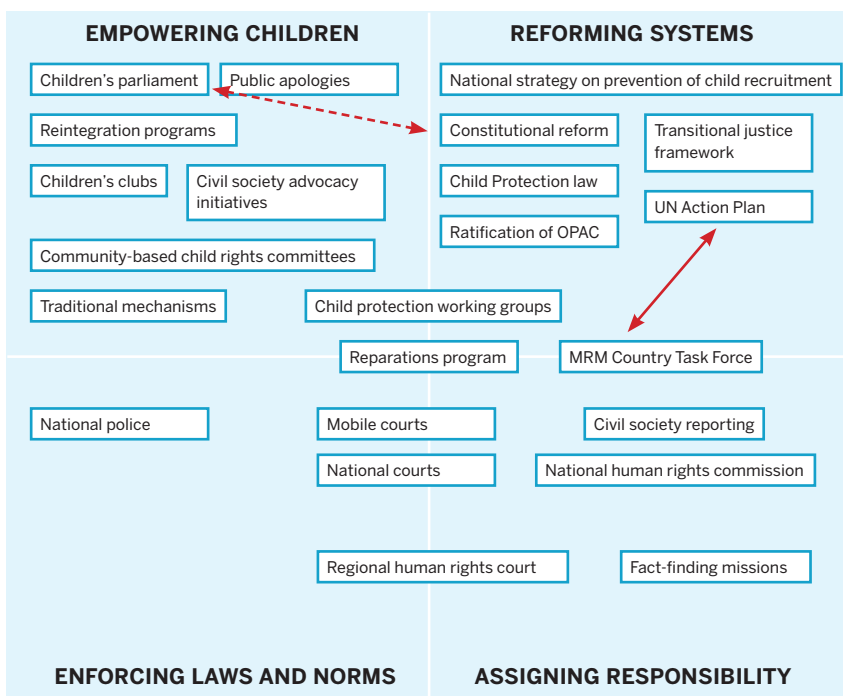 EMPOWERING CHILDREN
REFORMING SYSTEMS
Children’s parliament
Public apologies
National strategy on prevention of child recruitment
Reintegration programs
Constitutional reform
Transitional justice
framework
Children’s clubs
Civil society advocacy
initiatives
Child Protection law
UN Action Plan
Ratification of OPAC
Community-based child rights committees
Traditional mechanisms
Child protection working groups
Reparations program
MRM Country Task Force
National police
Mobile courts
Civil society reporting
National courts
National human rights commission
Regional human rights court
Fact-finding missions
ENFORCING LAWS AND NORMS
ASSIGNING RESPONSIBILITY